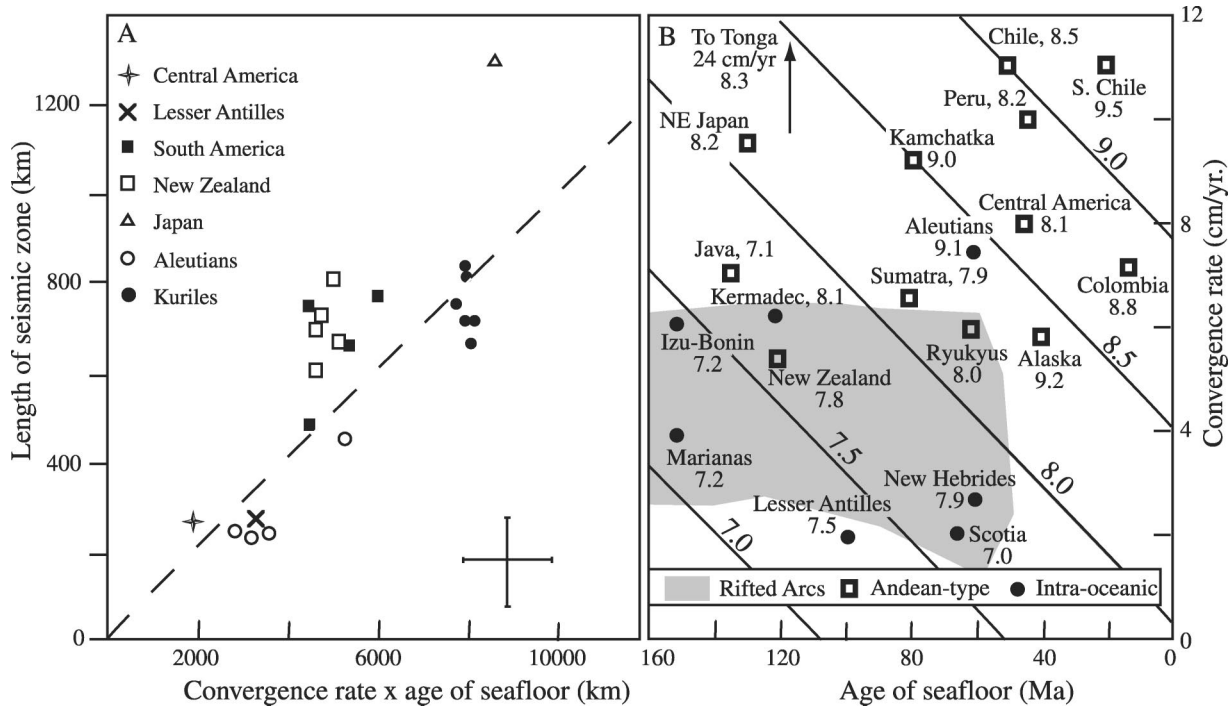 A
Central America
Lesser Antilles
South America
New Zealand
Japan
Aleutians
Kuriles
Length of seismic zone (km)
1200
800
400
0
2000
6000
10000
Convergence rate x age of seafloor (km)
B
To Tonga
24 cm/yr
8.3
Chile, 8.5
S. Chile
9.5
Peru, 8.2
NE Japan
8.2
Kamchatka
9.0
9.0
Central America
8.1
Aleutians
9.1
Java, 7.1
Sumatra, 7.9
Colombia
8.8
Kermadec, 8.1
Izu-Bonin
7.2
Ryukyus
8.0
Alaska
9.2
8.5
New Zealand
7.8
Marianas
7.2
7.5
New Hebrides
7.9
8.0
Lesser Antilles
7.5
Scotia
7.0
7.0
Rifted Arcs
Andean-type
Intra-oceanic
12
8
4
0
Convergence rate (cm/yr.)
160
120
80
40
0
Age of seafloor (Ma)